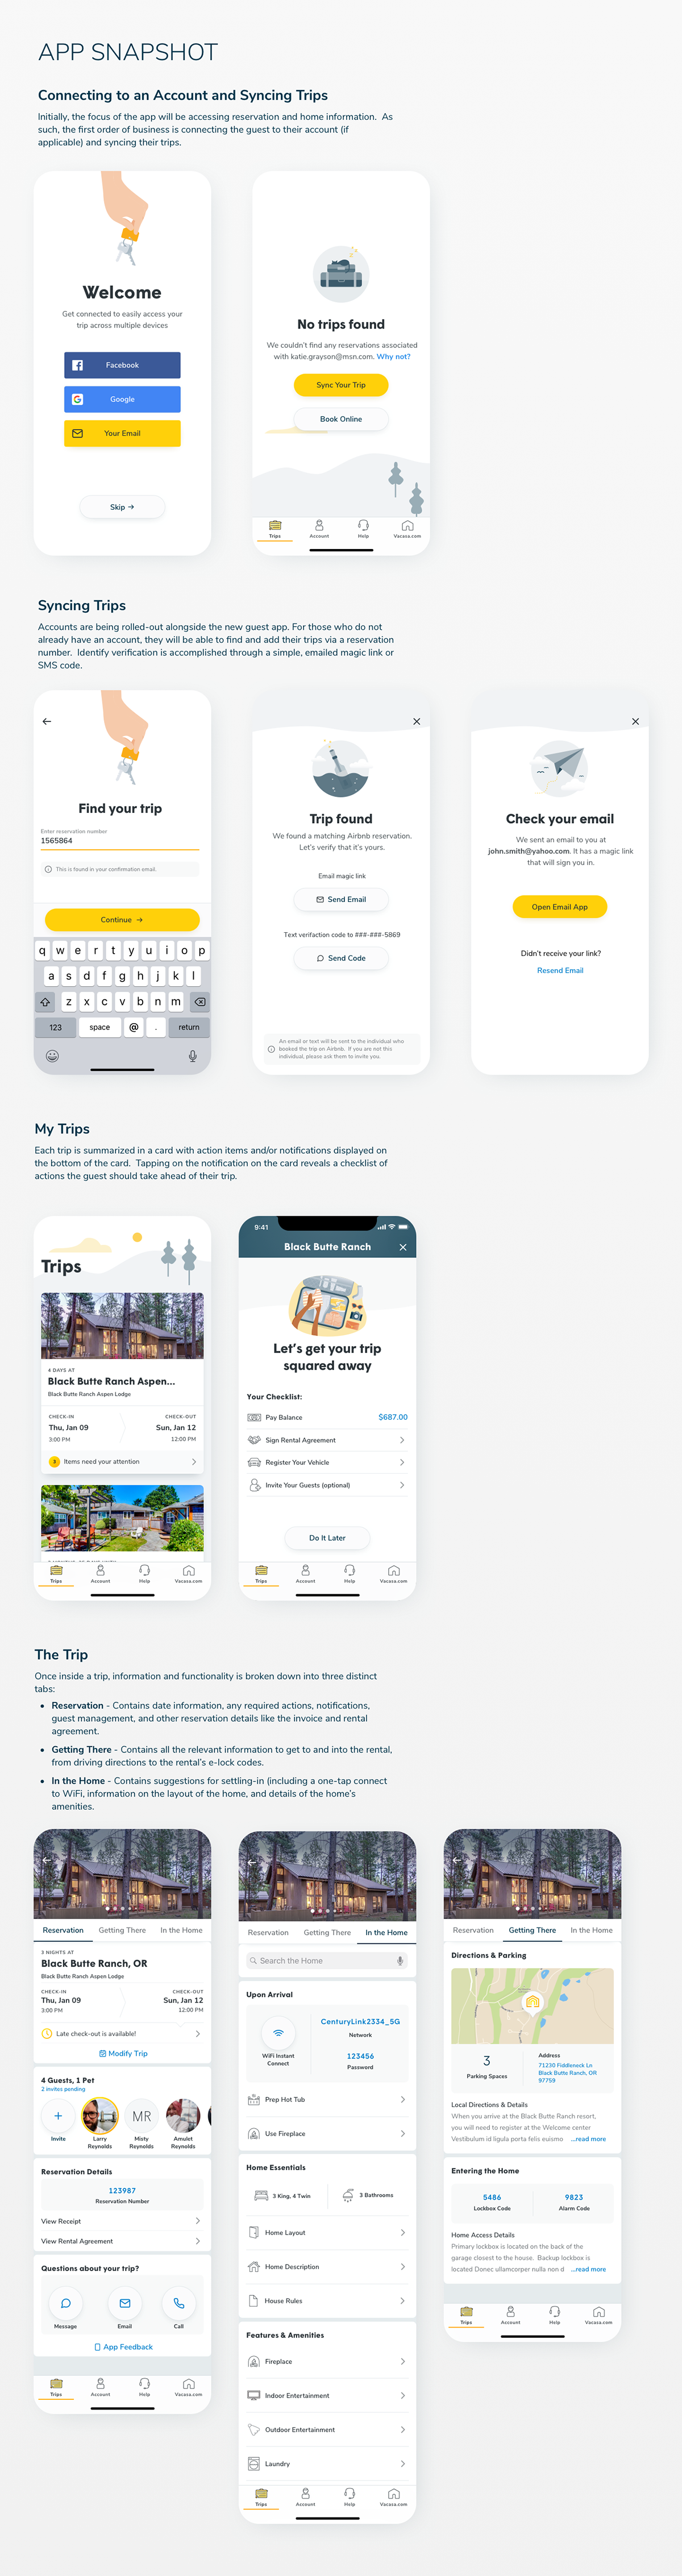 APP SNAPSHOT
Connecting to an Account and Syncing Trips
Initially, the focus of the app will be accessing reservation and home information.  As
such, the first order of business is connecting the guest to their account (if
applicable) and syncing their trips.
Welcome
Get connected to easily access your
trip across multiple devices
Facebook
Google
Your Email
Skip →
No trips found
We couldn't find any reservations associated
with katie.grayson@msn.com. Why not?
Sync Your Trip
Book Online
Trips
Account
Help
Vacasa.com
Syncing Trips
Accounts are being rolled-out alongside the new guest app. For those who do not
already have an account, they will be able to find and add their trips via a reservation
number.  Identify verification is accomplished through a simple, emailed magic link or
SMS code.
Find your trip
Enter reservation number
1565864
This is found in your confirmation email.
Continue →
q w e r t y u i o p
a s d f g h j k l
z x c v b n m
123 space @ . return
Trip found
We found a matching Airbnb reservation.
Let's verify that it's yours.
Email magic link
Send Email
Text verifaction code to ###-###-5869
Send Code
An email or text will be sent to the individual who
booked the trip on Airbnb.  If you are not this
individual, please ask them to invite you.
Check your email
We sent an email to you at
john.smith@yahoo.com. It has a magic link
that will sign you in.
Open Email App
Didn't receive your link?
Resend Email
My Trips
Each trip is summarized in a card with action items and/or notifications displayed on
the bottom of the card.  Tapping on the notification on the card reveals a checklist of
actions the guest should take ahead of their trip.
Trips
4 DAYS AT
Black Butte Ranch Aspen...
Black Butte Ranch Aspen Lodge
CHECK-IN
Thu, Jan 09
3:00 PM
CHECK-OUT
Sun, Jan 12
12:00 PM
3 Items need your attention
Trips
Account
Help
Vacasa.com
9:41
Black Butte Ranch
Let's get your trip
squared away
Your Checklist:
Pay Balance $687.00
Sign Rental Agreement
Register Your Vehicle
Invite Your Guests (optional)
Do It Later
Trips
Account
Help
Vacasa.com
The Trip
Once inside a trip, information and functionality is broken down into three distinct
tabs:
• Reservation - Contains date information, any required actions, notifications,
guest management, and other reservation details like the invoice and rental
agreement.
• Getting There - Contains all the relevant information to get to and into the rental,
from driving directions to the rental's e-lock codes.
• In the Home - Contains suggestions for settling-in (including a one-tap connect
to WiFi, information on the layout of the home, and details of the home's
amenities.
Reservation Getting There In the Home
3 NIGHTS AT
Black Butte Ranch, OR
Black Butte Ranch Aspen Lodge
CHECK-IN
Thu, Jan 09
3:00 PM
CHECK-OUT
Sun, Jan 12
12:00 PM
Late check-out is available!
Modify Trip
4 Guests, 1 Pet
2 invites pending
Invite
Larry
Reynolds
MR
Misty
Reynolds
Amulet
Reynolds
Reservation Details
123987
Reservation Number
View Receipt
View Rental Agreement
Questions about your trip?
Message
Email
Call
App Feedback
Trips
Account
Help
Vacasa.com
Reservation Getting There In the Home
Search the Home
Upon Arrival
WiFi Instant
Connect
CenturyLink2334_5G
Network
123456
Password
Prep Hot Tub
Use Fireplace
Home Essentials
3 King, 4 Twin
3 Bathrooms
Home Layout
Home Description
House Rules
Features & Amenities
Fireplace
Indoor Entertainment
Outdoor Entertainment
Laundry
Trips
Account
Help
Vacasa.com
Reservation Getting There In the Home
Directions & Parking
3
Parking Spaces
Address
71230 Fiddleneck Ln
Black Butte Ranch, OR
97759
Local Directions & Details
When you arrive at the Black Butte Ranch resort,
you will need to register at the Welcome center
Vestibulum id ligula porta felis euismo ...read more
Entering the Home
5486
Lockbox Code
9823
Alarm Code
Home Access Details
Primary lockbox is located on the back of the
garage closest to the house.  Backup lockbox is
located Donec ullamcorper nulla non d ...read more
Trips
Account
Help
Vacasa.com